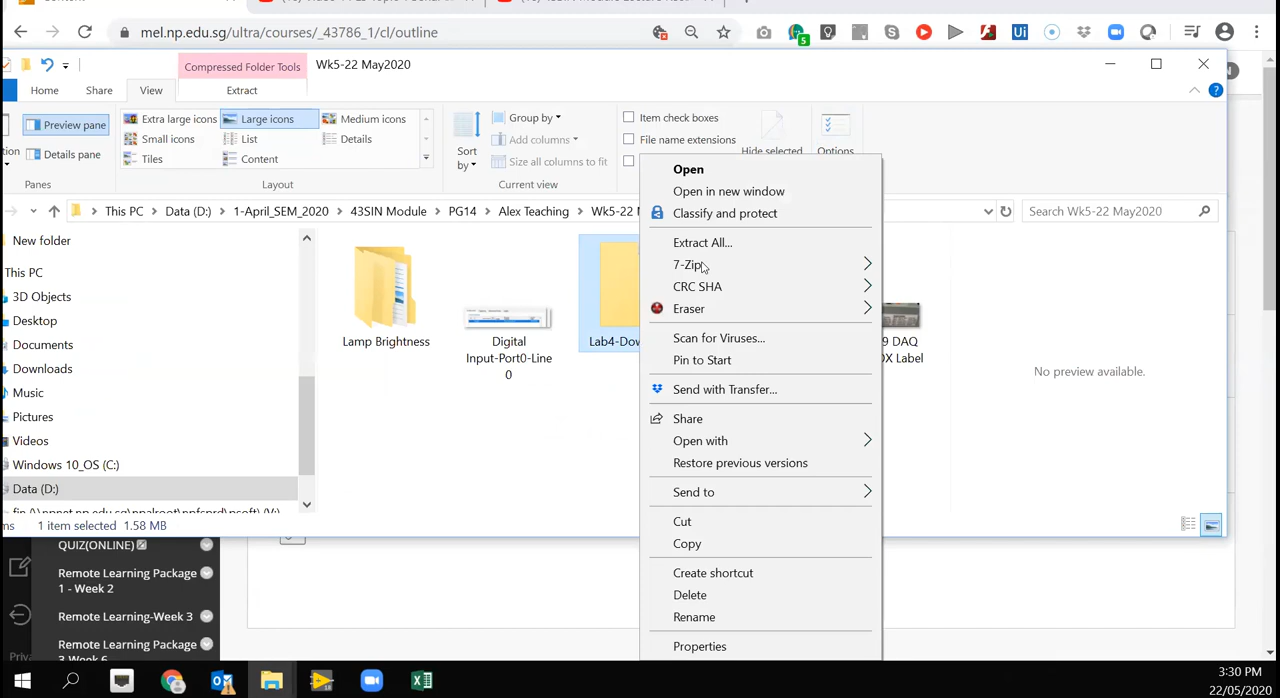 Content
mel.np.edu.sg/ultra/courses/_43786_1/cl/outline
5
Ui
Compressed Folder Tools
Wk5-22 May2020
Home
Share
View
Extract
?
Preview pane
Details pane
Panes
Extra large icons
Large icons
Medium icons
Small icons
List
Details
Tiles
Content
Layout
Sort
by
Group by
Add columns
Size all columns to fit
Current view
Item check boxes
File name extensions
Hide selected
Options
This PC
Data (D:)
1-April_SEM_2020
43SIN Module
PG14
Alex Teaching
Wk5-22 M
Search Wk5-22 May2020
New folder
This PC
3D Objects
Desktop
Documents
Downloads
Music
Pictures
Videos
Windows 10_OS (C:)
Data (D:)
1 item selected 1.58 MB
Lamp Brightness
Digital
Input-Port0-Line
0
Lab4-Dow
9 DAQ
OX Label
No preview available.
Open
Open in new window
Classify and protect
Extract All...
7-Zip
CRC SHA
Eraser
Scan for Viruses...
Pin to Start
Send with Transfer...
Share
Open with
Restore previous versions
Send to
Cut
Copy
Create shortcut
Delete
Rename
Properties
QUIZ(ONLINE)
Remote Learning Package
1 - Week 2
Remote Learning-Week 3
Remote Learning Package
3 Week 6
3:30 PM
22/05/2020